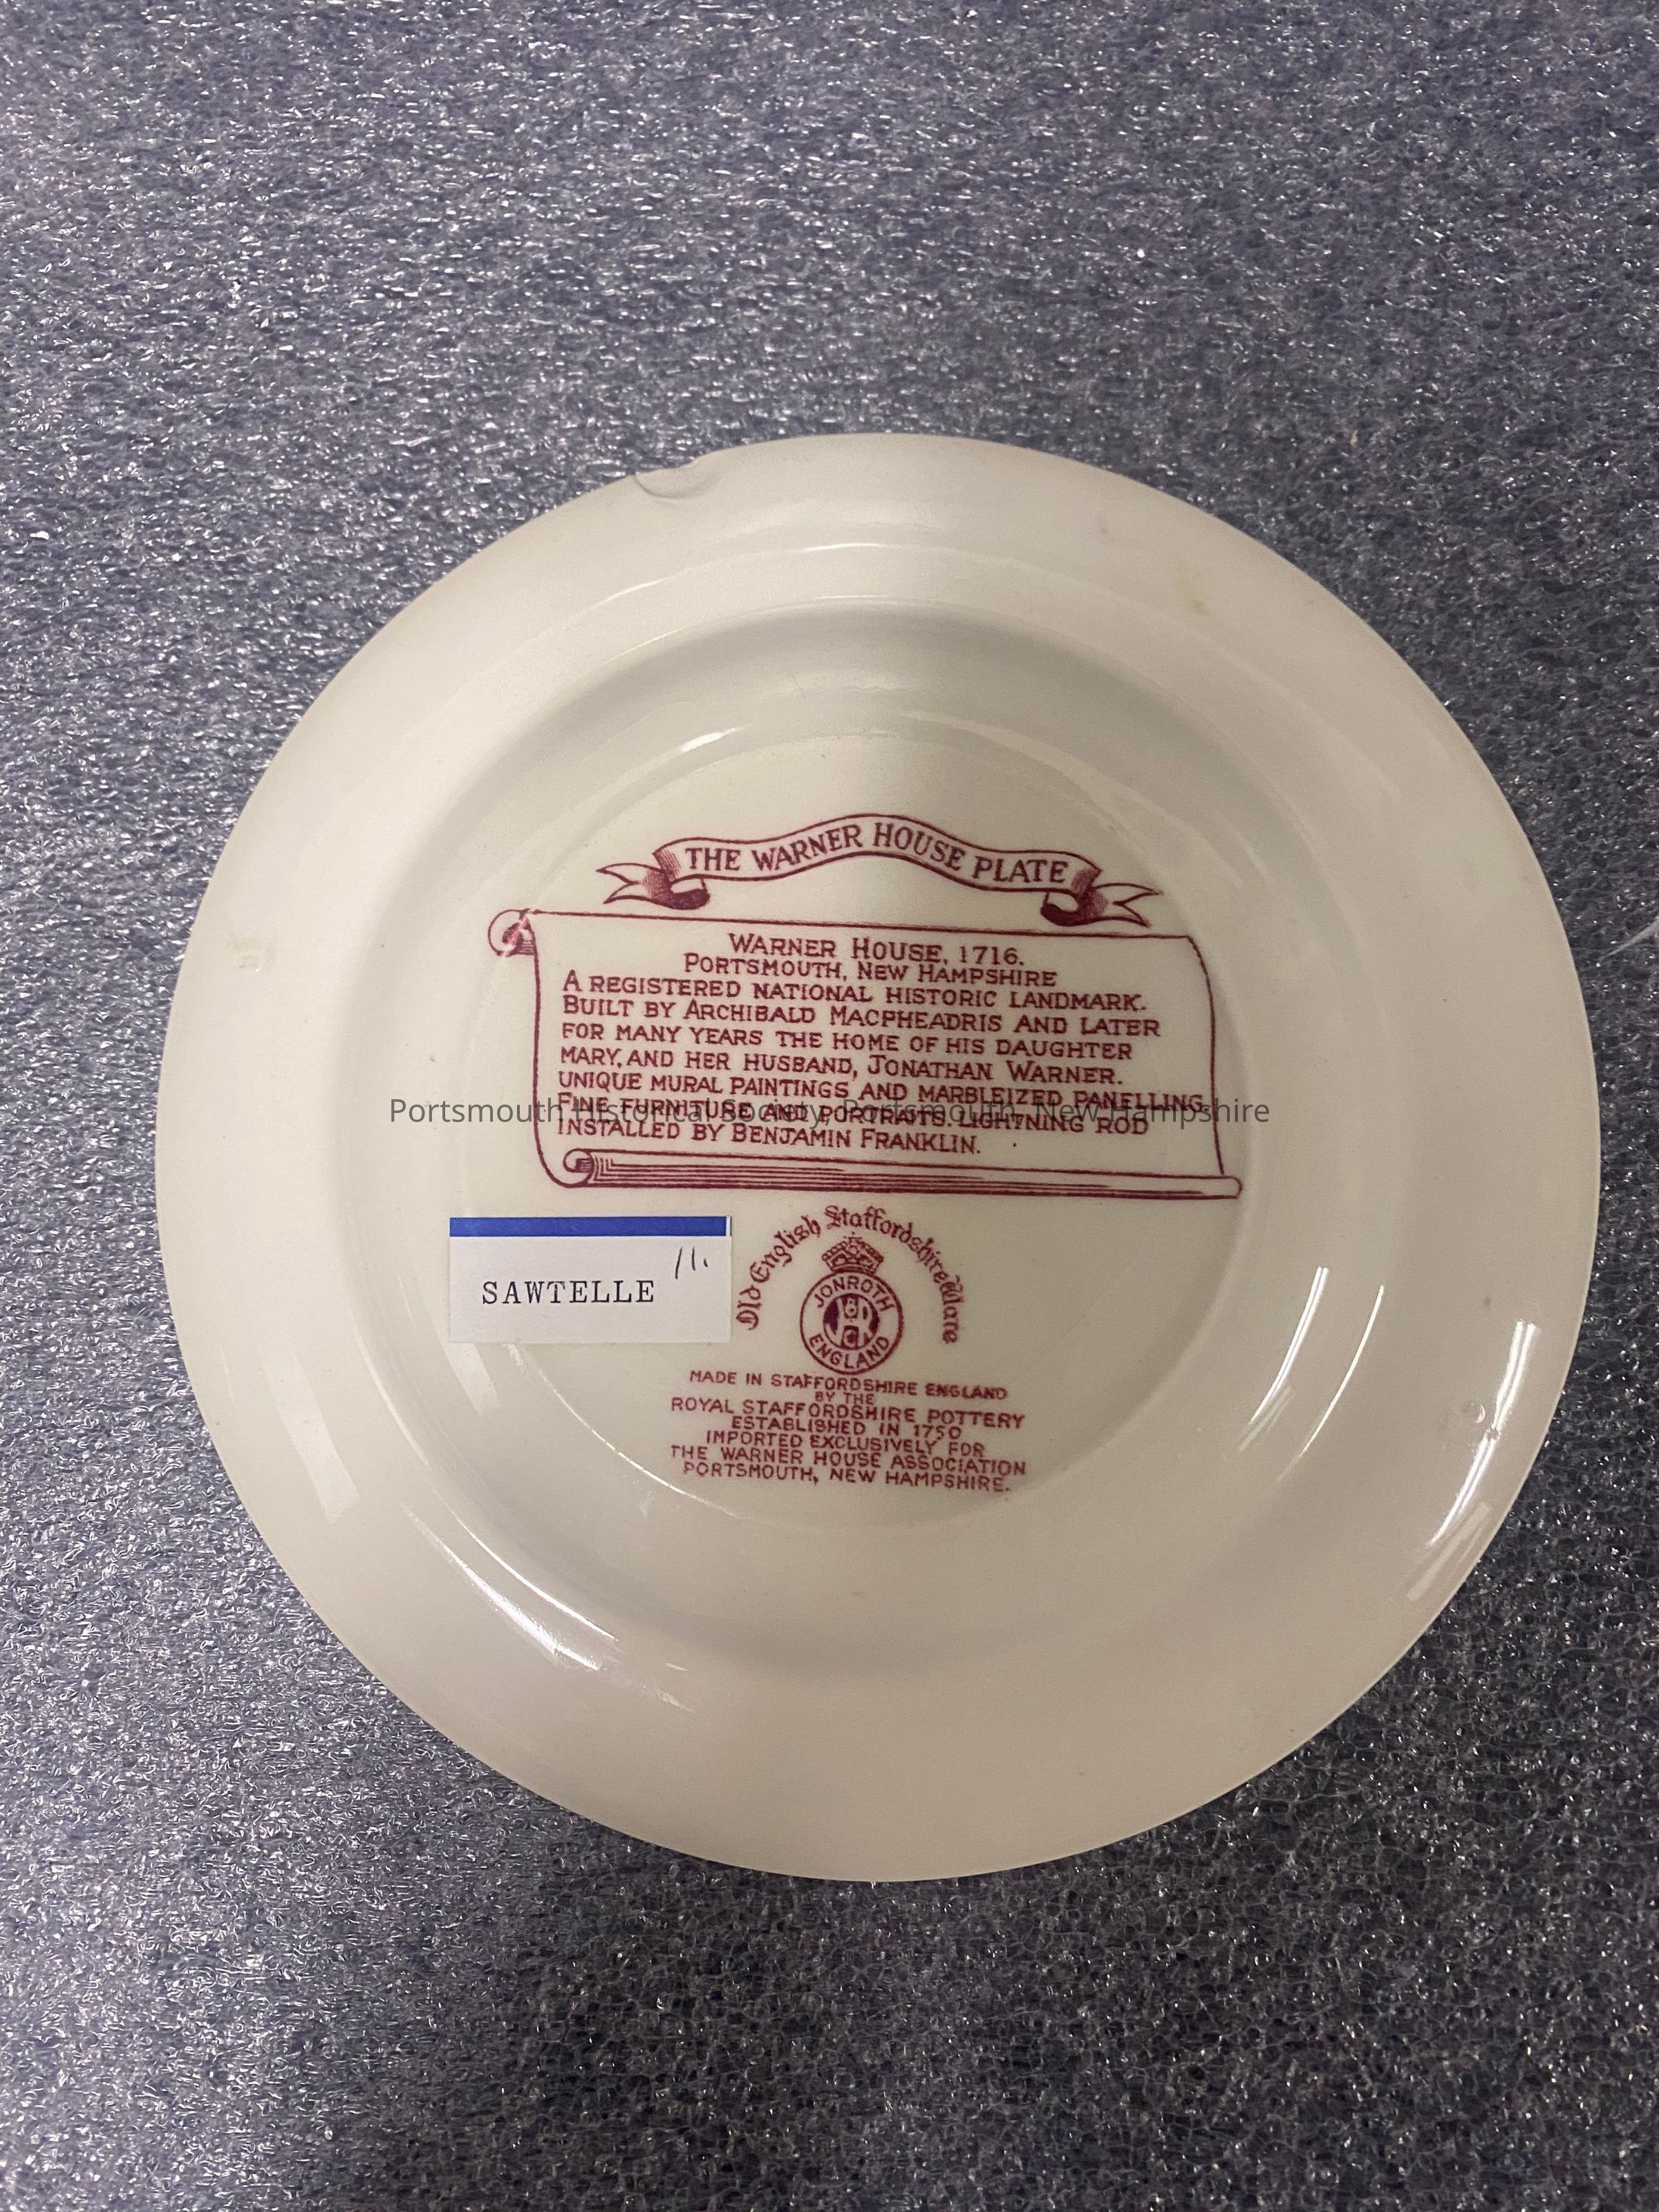 THE WARNER HOUSE PLATE
WARNER HOUSE, 1716.
PORTSMOUTH, NEW HAMPSHIRE
A REGISTERED NATIONAL HISTORIC LANDMARK.
BUILT BY ARCHIBALD MACPHEADRIS AND LATER
FOR MANY YEARS THE HOME OF HIS DAUGHTER
MARY, AND HER HUSBAND, JONATHAN WARNER.
UNIQUE MURAL PAINTINGS AND MARBLEIZED PANELLING.
FINE FURNITURE AND PORTRAITS. LIGHTNING ROD
INSTALLED BY BENJAMIN FRANKLIN.
Portsmouth Historical Society, Portsmouth, New Hampshire
SAWTELLE 11.
Old English Staffordshire Ware
JONROTH
ENGLAND
MADE IN STAFFORDSHIRE ENGLAND
BY THE
ROYAL STAFFORDSHIRE POTTERY
ESTABLISHED IN 1750
IMPORTED EXCLUSIVELY FOR
THE WARNER HOUSE ASSOCIATION
PORTSMOUTH, NEW HAMPSHIRE.